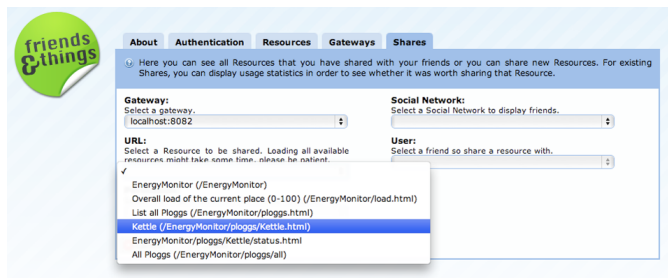 friends
&things
About Authentication Resources Gateways Shares
Here you can see all Resources that you have shared with your friends or you can share new Resources. For existing
Shares, you can display usage statistics in order to see whether it was worth sharing that Resource.
Gateway:
Select a gateway.
localhost:8082
Social Network:
Select a Social Network to display friends.
URL:
Select a Resource to be shared. Loading all available
resources might take some time, please be patient.
User:
Select a friend so share a resource with.
✓
EnergyMonitor (/EnergyMonitor)
Overall load of the current place (0-100) (/EnergyMonitor/load.html)
List all Ploggs (/EnergyMonitor/ploggs.html)
Kettle (/EnergyMonitor/ploggs/Kettle.html)
EnergyMonitor/ploggs/Kettle/status.html
All Ploggs (/EnergyMonitor/ploggs/all)